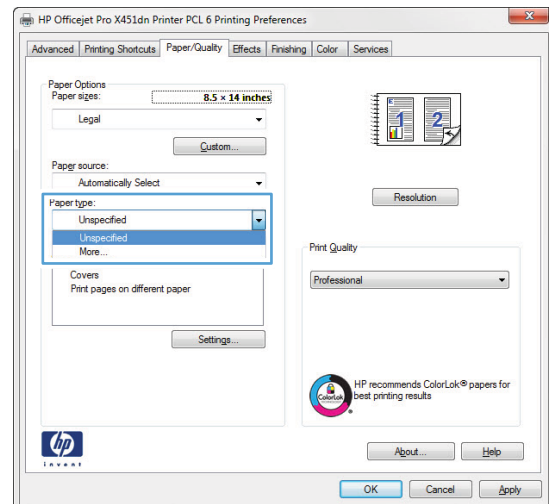 HP Officejet Pro X451dn Printer PCL 6 Printing Preferences
X
Advanced Printing Shortcuts Paper/Quality Effects Finishing Color Services
Paper Options
Paper sizes: 8.5 × 14 inches
Legal
Custom...
Paper source:
Automatically Select
Paper type:
Unspecified
Unspecified
More...
Covers
Print pages on different paper
Settings...
E
1 2
Resolution
Print Quality
Professional
ColorLok
HP recommends ColorLok® papers for
best printing results
hp
invent
About... Help
OK Cancel Apply